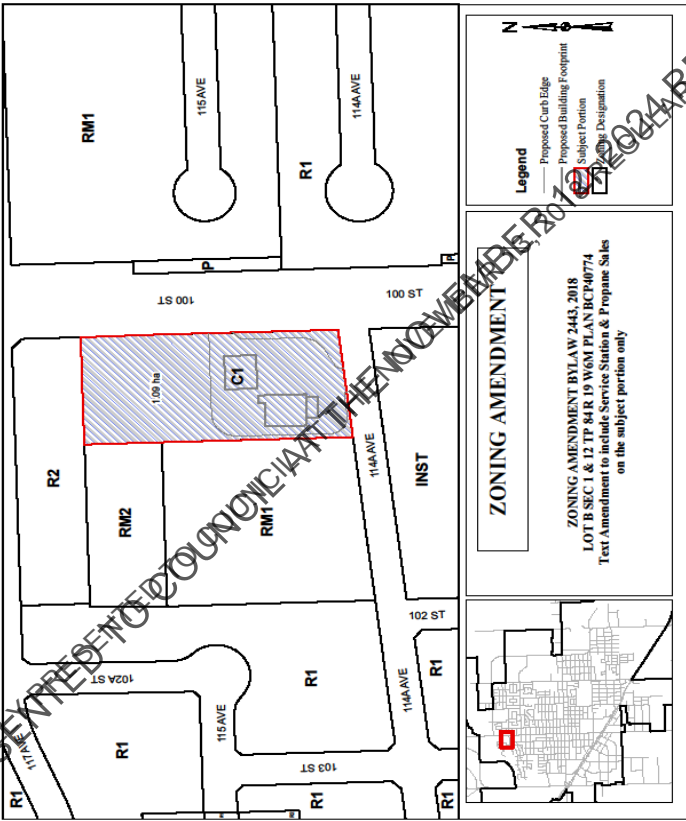 RM1
115 AVE
R1
114A AVE
P
P
100 ST
100 ST
1.09 ha
C1
R2
RM2
RM1
114A AVE
INST
102 ST
102A ST
115 AVE
R1
114A AVE
R1
R1
103 ST
R1
R1
R1
117 AVE
N
Legend
Proposed Curb Edge
Proposed Building Footprint
Subject Portion
Zoning Designation
ZONING AMENDMENT
ZONING AMENDMENT BYLAW 2443, 2018
LOT B SEC 1 & 12 TP 84 R 19 W6M PLAN BCP40774
Text Amendment to include Service Station & Propane Sales
on the subject portion only
PRESENTED TO COUNCIL AT THE NOVEMBER
REGULAR